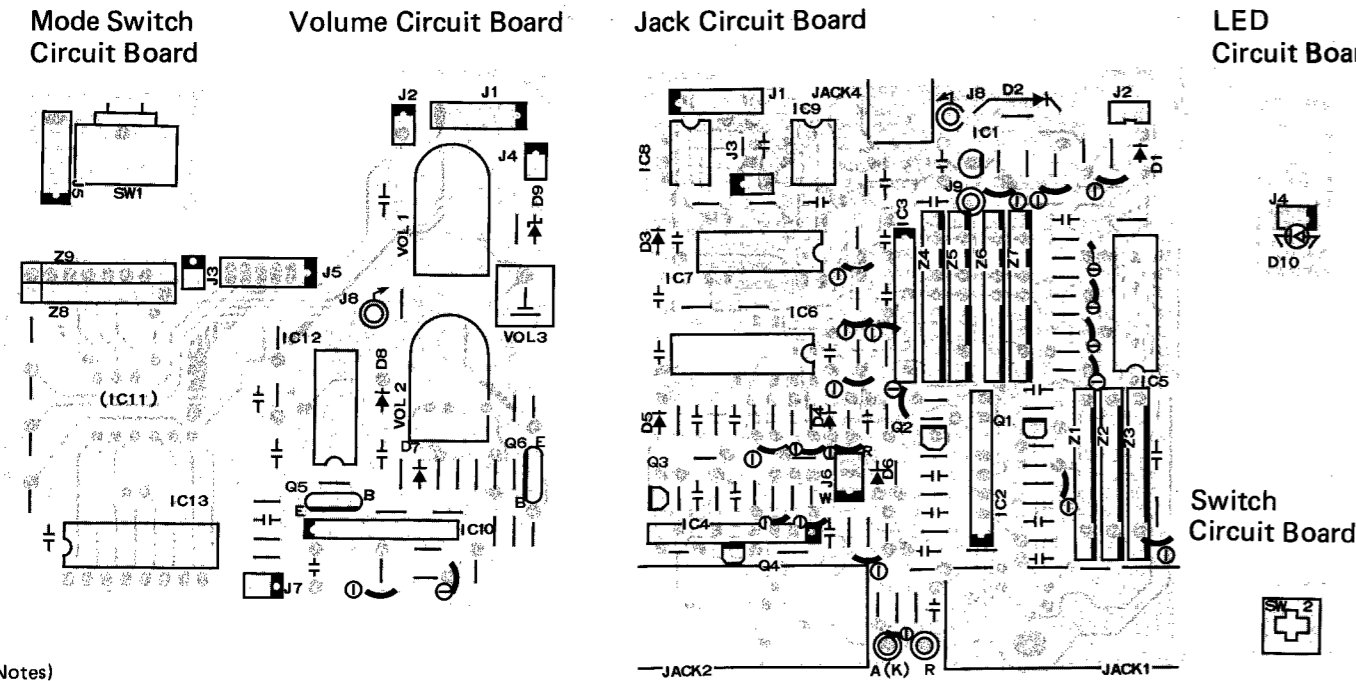 Mode Switch
Circuit Board
Volume Circuit Board
Jack Circuit Board
LED
Circuit Boar
J5
SW1
Z9
Z8
J3
J5
(IC11)
IC13
J2
J1
J4
D9
VOL 1
VOL3
J8
IC12
D8
VOL 2
D7
Q6
E
B
Q5
B
E
IC10
J7
J1
JACK4
IC9
J8
D2
J2
IC8
J3
IC1
D1
J9
IC3
D3
Z4
Z5
Z6
Z7
IC7
IC6
IC5
D5
D4
Q2
Q1
Z1
Z2
Z3
Q3
R
J6
W
D6
IC2
IC4
Q4
JACK2
A(K)
R
JACK1
J4
D10
Switch
Circuit Board
SW 2
Notes)